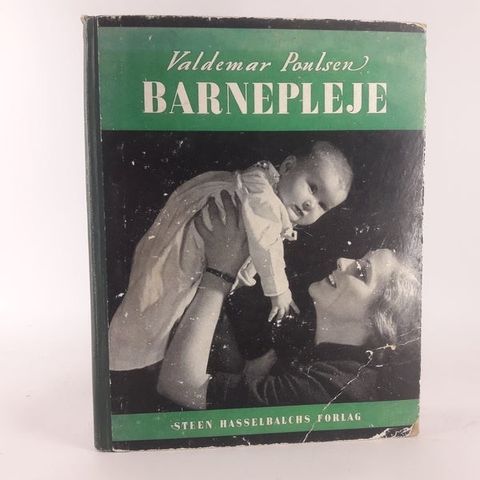 Valdemar Poulsen
BARNEPLEJE
STEEN HASSELBALCHS FORLAG